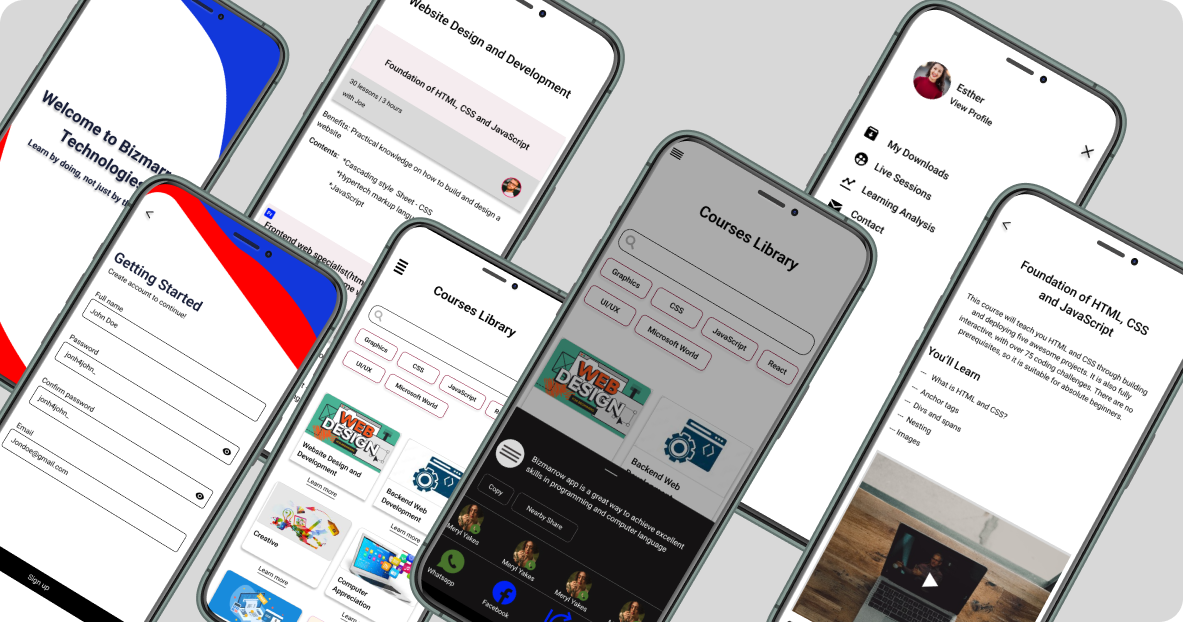 Welcome to Bizmarr
Technologies
Learn by doing, not just by th
Getting Started
Create account to continue!
Full name
John Doe
Password
jonh4john_
Confirm password
jonh4john_
Email
Jondoe@gmail.com
Sign up
Website Design and Development
Foundation of HTML, CSS and JavaScript
30 lessons | 3 hours
with Joe
Benefits: Practical knowledge on how to build and design a
website
Contents: *Cascading style Sheet - CSS
*Hypertech markup lang
*JavaScript
Frontend web specialist(htm
Courses Library
Graphics
CSS
JavaScript
R
UI/UX
Microsoft World
WEB
DESIGN
Website Design and
Development
Learn more
Backend Web
Development
Learn more
Creative
Learn more
Computer
Appreciation
Learn
Courses Library
Graphics
CSS
JavaScript
React
UI/UX
Microsoft World
WEB
DESIGN
Backend Web
Bizmarrow app is a great way to achieve excellent
skills in programming and computer language
Copy
Nearby Share
Meryl Yakes
Meryl Yakes
Meryl Yakes
Whatsapp
Facebook
Esther
View Profile
My Downloads
Live Sessions
Learning Analysis
Contact
Foundation of HTML, CSS
and JavaScript
This course will teach you HTML and CSS through building
and deploying five awesome projects. It is also fully
interactive, with over 75 coding challenges. There are no
prerequisites, so it is suitable for absolute beginners.
You'll Learn
--- What is HTML and CSS?
--- Anchor tags
--- Divs and spans
--- Nesting
--- Images